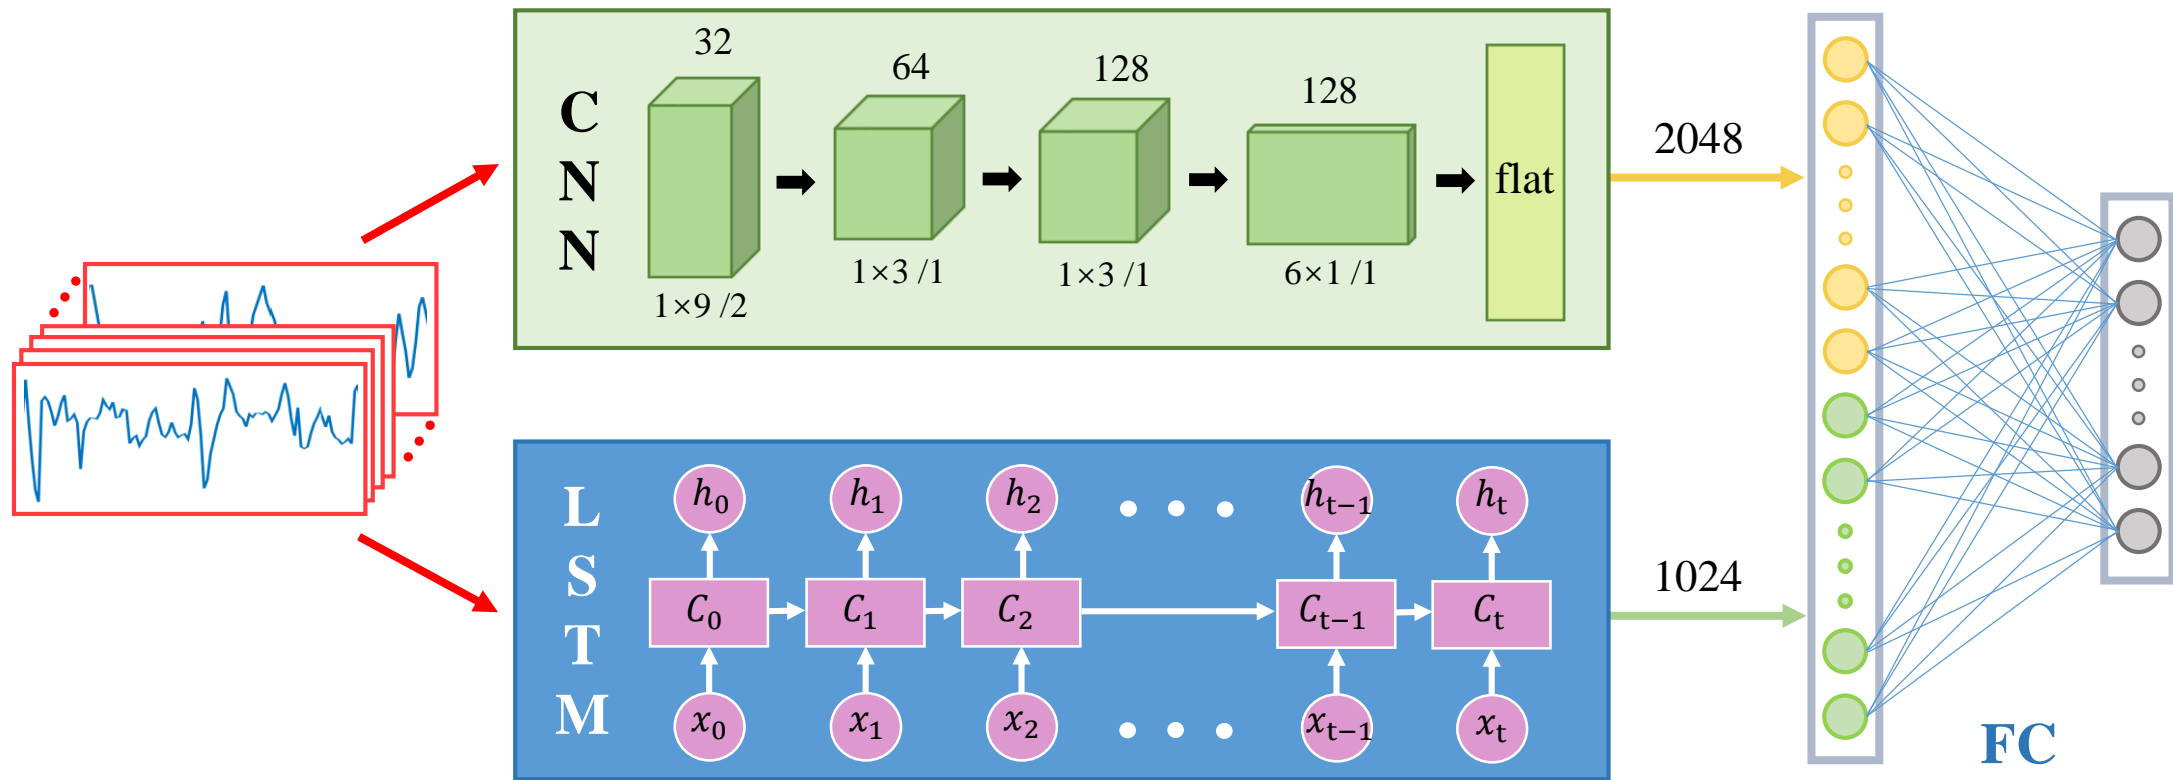 CNN
32
64
128
128
1×9 /2
1×3 /1
1×3 /1
6×1 /1
flat
2048
LSTM
h₀ h₁ h₂ hₜ₋₁ hₜ
C₀ C₁ C₂ Cₜ₋₁ Cₜ
x₀ x₁ x₂ xₜ₋₁ xₜ
1024
FC